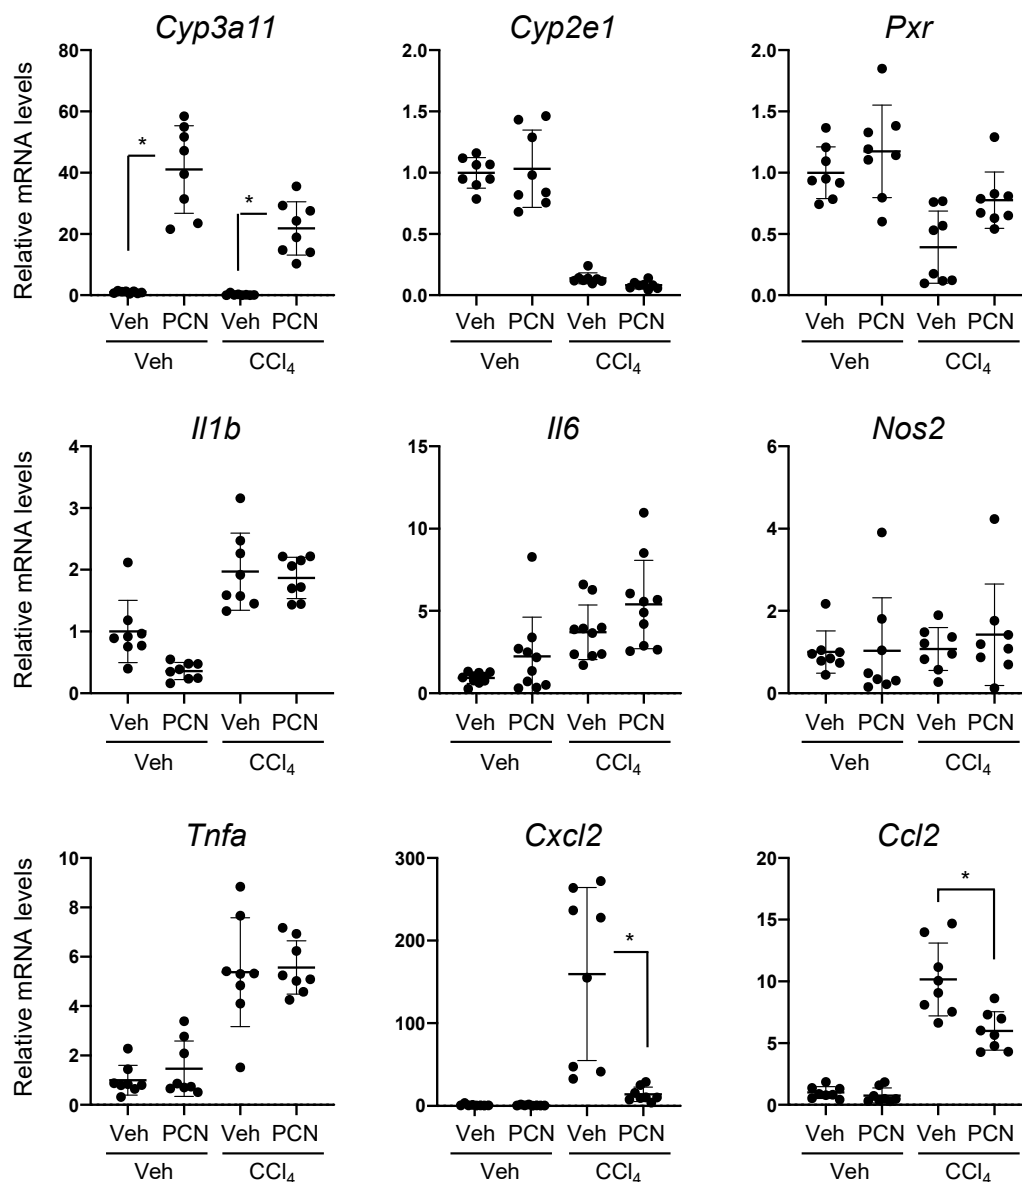 Cyp3a11 Cyp2e1 Pxr
Relative mRNA levels
80 60 40 20 0
* *
2.0 1.5 1.0 0.5 0.0
2.0 1.5 1.0 0.5 0.0
Veh PCN Veh PCN Veh PCN Veh PCN Veh PCN Veh PCN
Veh CCl4 Veh CCl4 Veh CCl4
Il1b Il6 Nos2
Relative mRNA levels
4 3 2 1 0
15 10 5 0
6 4 2 0
Veh PCN Veh PCN Veh PCN Veh PCN Veh PCN Veh PCN
Veh CCl4 Veh CCl4 Veh CCl4
Tnfa Cxcl2 Ccl2
Relative mRNA levels
10 8 6 4 2 0
300 200 100 0
*
20 15 10 5 0
*
Veh PCN Veh PCN Veh PCN Veh PCN Veh PCN Veh PCN
Veh CCl4 Veh CCl4 Veh CCl4